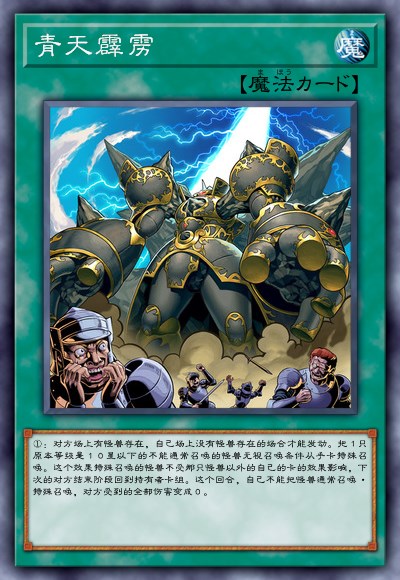 青天霹雳
魔
【魔法カード】
まほう
①：对方场上有怪兽存在，自己场上没有怪兽存在的场合才能发动。把1只
原本等级是10星以下的不能通常召唤的怪兽无视召唤条件从手卡特殊召
唤。这个效果特殊召唤的怪兽不受那只怪兽以外的自己的卡的效果影响，下
次的对方结束阶段回到持有者卡组。这个回合，自己不能把怪兽通常召唤·
特殊召唤，对方受到的全部伤害变成0。